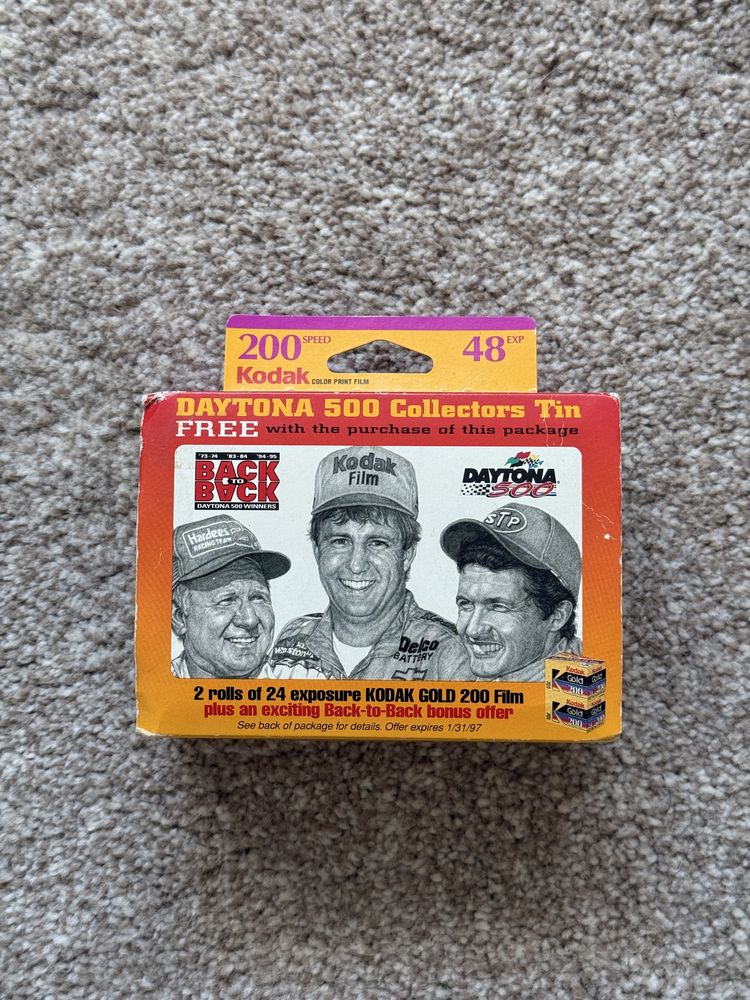 200 SPEED
48 EXP
Kodak COLOR PRINT FILM
DAYTONA 500 Collectors Tin
FREE with the purchase of this package
'73-'74 '83-'84 '94-'95
BACK
TO
BACK
DAYTONA 500 WINNERS
Kodak
Film
DAYTONA
500
Hardee's
RACING TEAM
STP
Winston
Delco
BATTERY
2 rolls of 24 exposure KODAK GOLD 200 Film
plus an exciting Back-to-Back bonus offer
See back of package for details. Offer expires 1/31/97
Kodak
Gold
200
Kodak
Gold
200